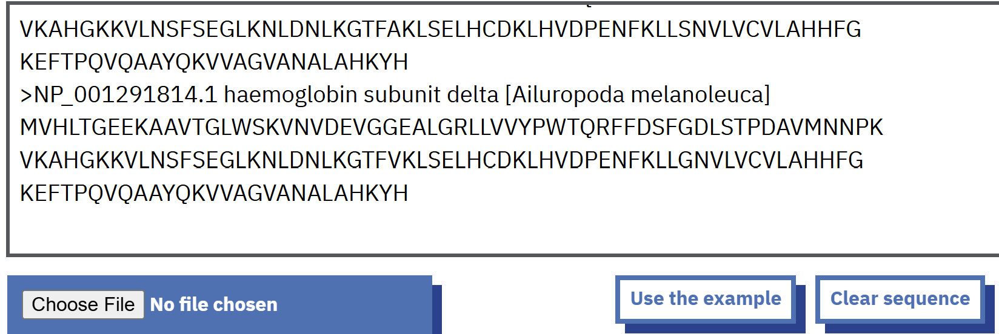 VKAHGKKVLNSFSEGLKNLDNLKGTFAKLSELHCDKLHVDPENFKLLSNVLVCVLAHHFG
KEFTPQVQAAYQKVVAGVANALAHKYH
>NP_001291814.1 haemoglobin subunit delta [Ailuropoda melanoleuca]
MVHLTGEEKAAVTGLWSKVNVDEVGGEALGRLLVVYPWTQRFFDSFGDLSTPDAVMNNPK
VKAHGKKVLNSFSEGLKNLDNLKGTFVKLSELHCDKLHVDPENFKLLGNVLVCVLAHHFG
KEFTPQVQAAYQKVVAGVANALAHKYH
Choose File No file chosen
Use the example
Clear sequence